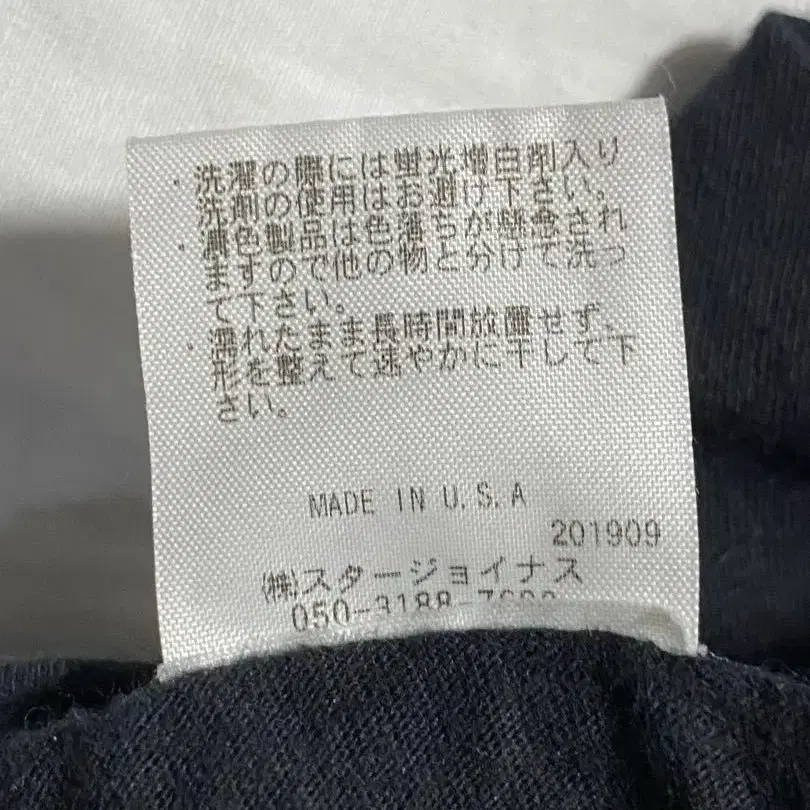 ・洗濯の際には蛍光増白剤入り
洗剤の使用はお避け下さい。
・濃色の製品は色落ちが懸念され
ます ので他の物と分けて洗っ
て下さい。
・濡れたまま長時間放置せず、
形を整えて速やかに干して下
さい。
MADE IN U.S.A
201909
㈱スタージョイナス
050-3188-